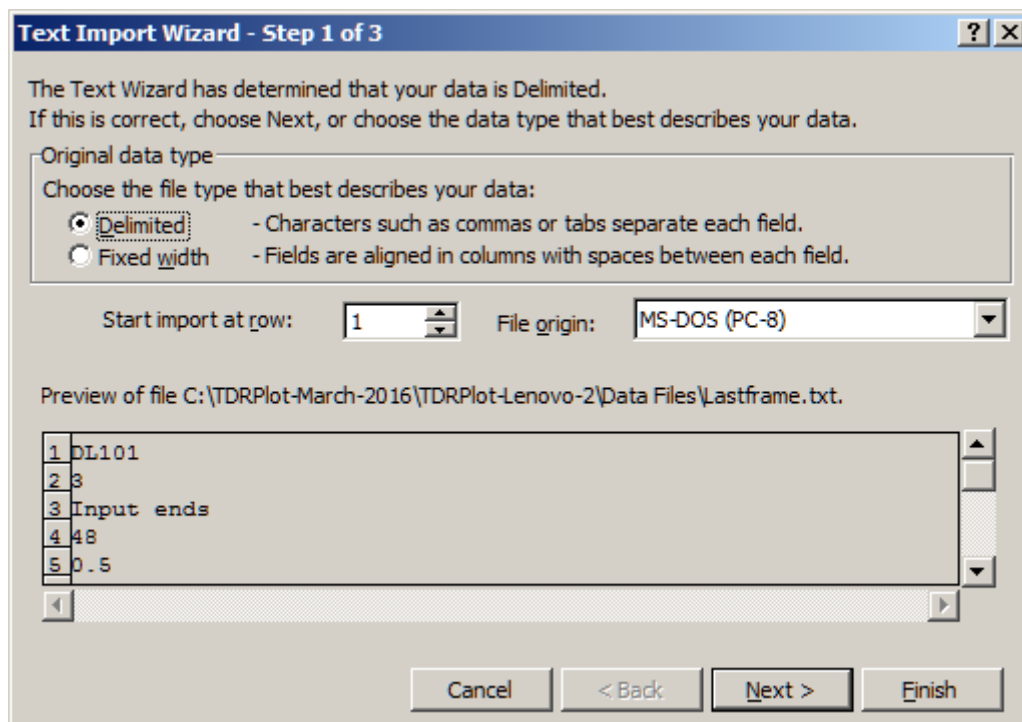 Text Import Wizard - Step 1 of 3
The Text Wizard has determined that your data is Delimited.
If this is correct, choose Next, or choose the data type that best describes your data.
Original data type
Choose the file type that best describes your data:
Delimited - Characters such as commas or tabs separate each field.
Fixed width - Fields are aligned in columns with spaces between each field.
Start import at row: 1 File origin: MS-DOS (PC-8)
Preview of file C:\TDRPlot-March-2016\TDRPlot-Lenovo-2\Data Files\Lastframe.txt.
1 DL101
2 3
3 Input ends
4 48
5 0.5
Cancel < Back Next > Finish